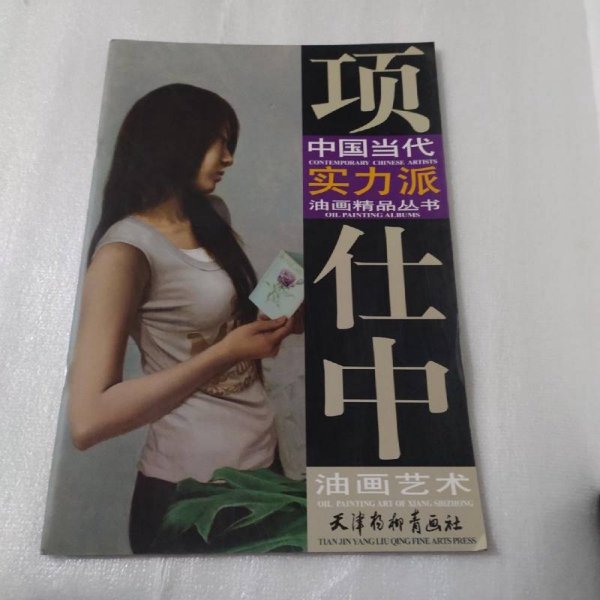 项仕中
中国当代
CONTEMPORARY CHINESE ARTISTS
实力派
油画精品丛书
OIL PAINTING ALBUMS
油画艺术
OIL PAINTING ART OF XIANG SHIZHONG
天津杨柳青画社
TIAN JIN YANG LIU QING FINE ARTS PRESS